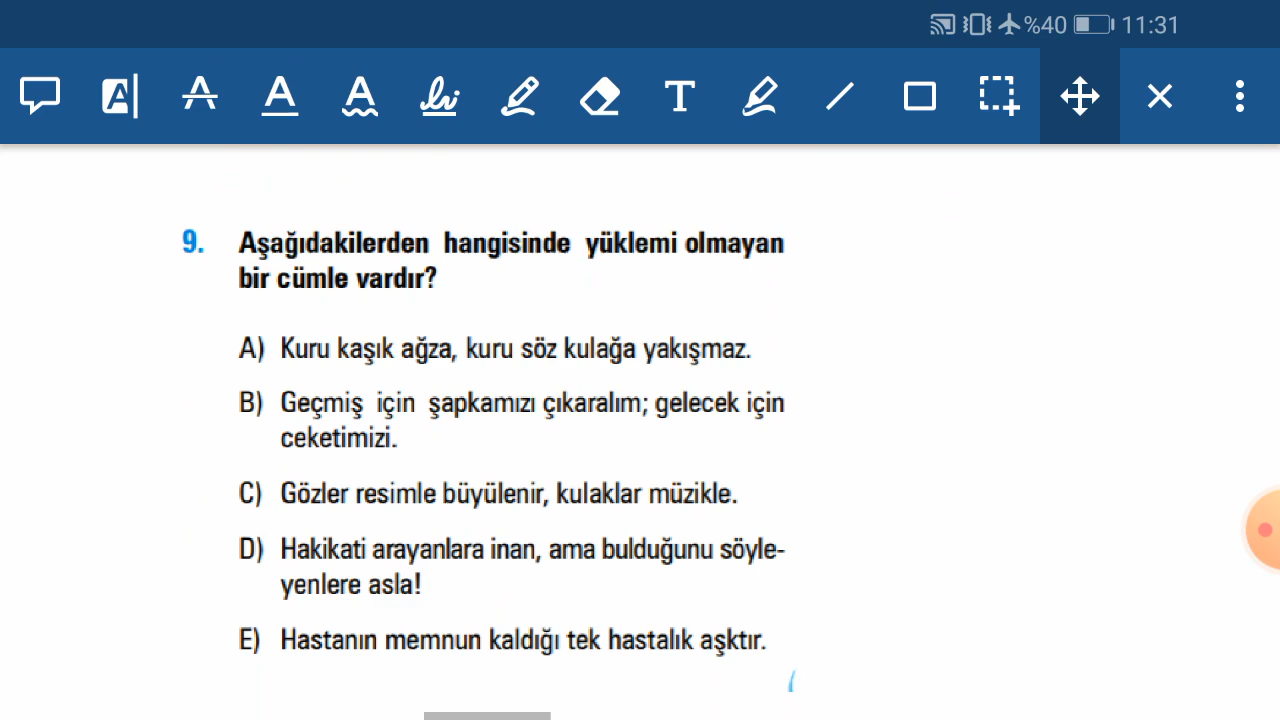 %40 11:31
A A A T
9. Aşağıdakilerden hangisinde yüklemi olmayan
bir cümle vardır?
A) Kuru kaşık ağza, kuru söz kulağa yakışmaz.
B) Geçmiş için şapkamızı çıkaralım; gelecek için
ceketimizi.
C) Gözler resimle büyülenir, kulaklar müzikle.
D) Hakikati arayanlara inan, ama bulduğunu söyle-
yenlere asla!
E) Hastanın memnun kaldığı tek hastalık aşktır.